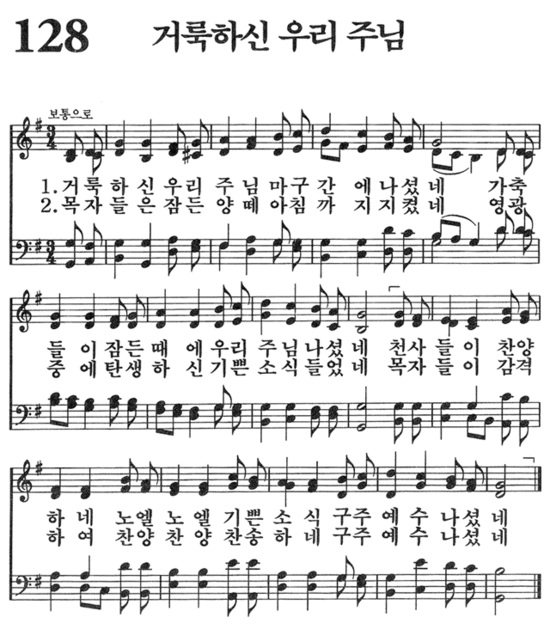 128 거룩하신 우리 주님
보통으로
1.거룩 하 신 우리 주 님 마구 간 에 나 셨 네 가축
2.목자 들 은 잠든 양 떼 아침 까 지 지 켰 네 영광
들 이 잠든 때 에 우리 주 님 나 셨 네 천사 들 이 찬양
중 에 탄생 하 신 기쁜 소 식 들 었 네 목자 들 이 감격
하 네 노엘 노 엘 기쁜 소 식 구주 예 수 나 셨 네
하 여 찬양 찬 양 찬송 하 네 구주 예 수 나 셨 네